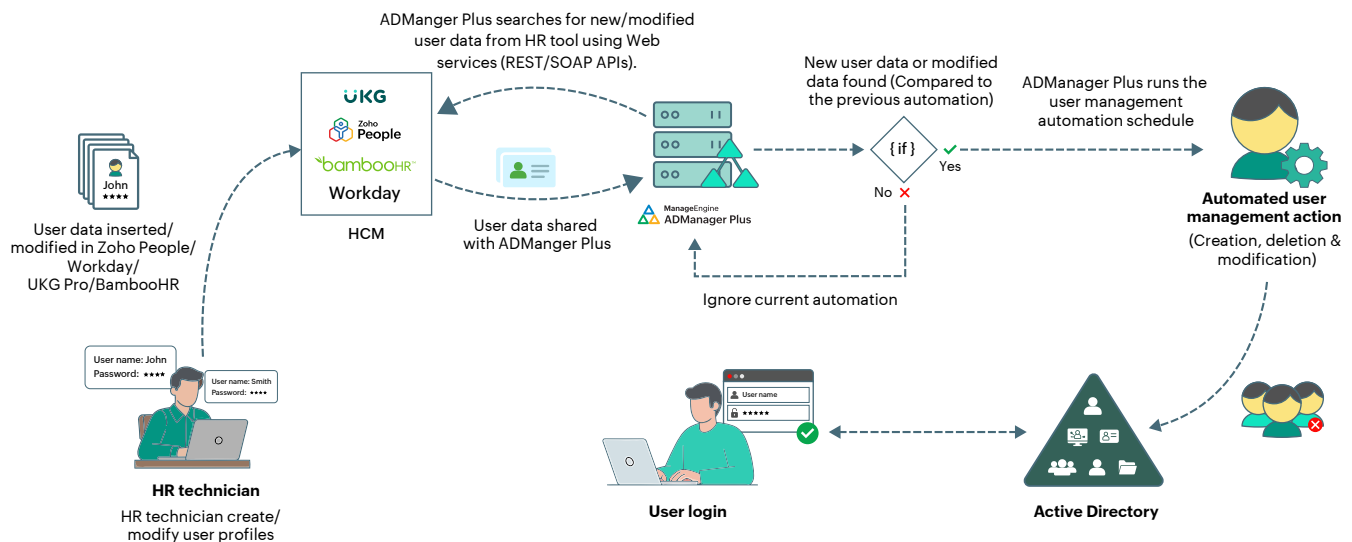 ADManger Plus searches for new/modified
user data from HR tool using Web
services (REST/SOAP APIs).
New user data or modified
data found (Compared to
the previous automation)
ADManager Plus runs the
user management
automation schedule
UKG
Zoho
People
bambooHR™
Workday
HCM
John
****
User data inserted/
modified in Zoho People/
Workday/
UKG Pro/BambooHR
User data shared
with ADManger Plus
ManageEngine
ADManager Plus
{ if }
Yes
No
Ignore current automation
Automated user
management action
(Creation, deletion &
modification)
User name: John
Password: ****
User name: Smith
Password: ****
HR technician
HR technician create/
modify user profiles
User name
*****
User login
Active Directory